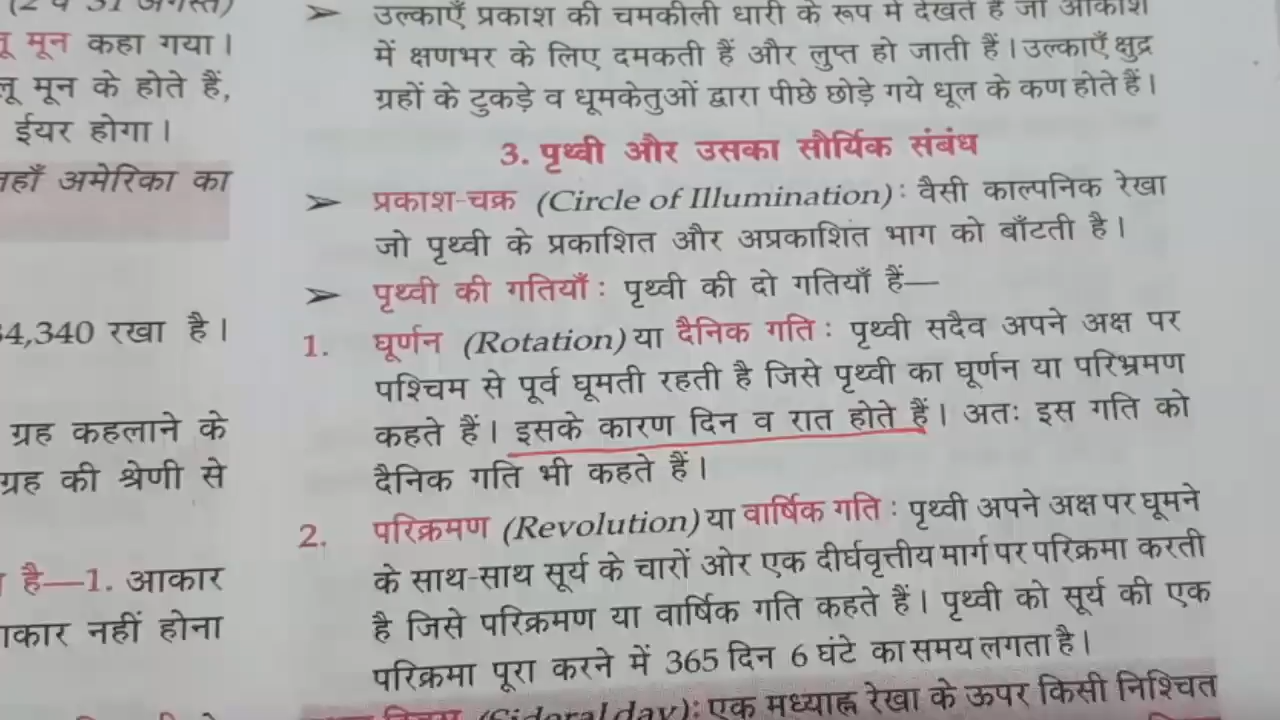 मून कहा गया।
मून के होते हैं,
ईयर होगा।
अमेरिका का
34,340 रखा है।
ग्रह कहलाने के
ग्रह की श्रेणी से
है—1. आकार
नहीं होना
➤ उल्काएँ प्रकाश की चमकीली धारी के रूप में देखते हैं जो आकाश
में क्षणभर के लिए दमकती हैं और लुप्त हो जाती हैं। उल्काएँ क्षुद्र
ग्रहों के टुकड़े व धूमकेतुओं द्वारा पीछे छोड़े गये धूल के कण होते हैं।
3. पृथ्वी और उसका सौर्यिक संबंध
➤ प्रकाश-चक्र (Circle of Illumination): वैसी काल्पनिक रेखा
जो पृथ्वी के प्रकाशित और अप्रकाशित भाग को बाँटती है।
➤ पृथ्वी की गतियाँ : पृथ्वी की दो गतियाँ हैं—
1. घूर्णन (Rotation) या दैनिक गति : पृथ्वी सदैव अपने अक्ष पर
पश्चिम से पूर्व घूमती रहती है जिसे पृथ्वी का घूर्णन या परिभ्रमण
कहते हैं। इसके कारण दिन व रात होते हैं। अतः इस गति को
दैनिक गति भी कहते हैं।
2. परिक्रमण (Revolution) या वार्षिक गति : पृथ्वी अपने अक्ष पर घूमने
के साथ-साथ सूर्य के चारों ओर एक दीर्घवृत्तीय मार्ग पर परिक्रमा करती
है जिसे परिक्रमण या वार्षिक गति कहते हैं। पृथ्वी को सूर्य की एक
परिक्रमा पूरा करने में 365 दिन 6 घंटे का समय लगता है।
(Sideral day): एक मध्याह्न रेखा के ऊपर किसी निश्चित